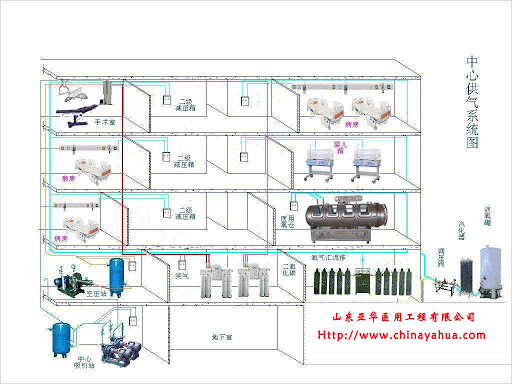 中心供气系统图
手术室
二级
减压箱
病房
婴儿
箱
病房
二级
减压箱
病房
二级
减压箱
医用
氧仓
液氧罐
汽化器
调压阀
空压站
笑气
二氧
化碳
氧气汇流排
中心
吸引站
地下室
山东亚华医用工程有限公司
Http://www.chinayahua.com